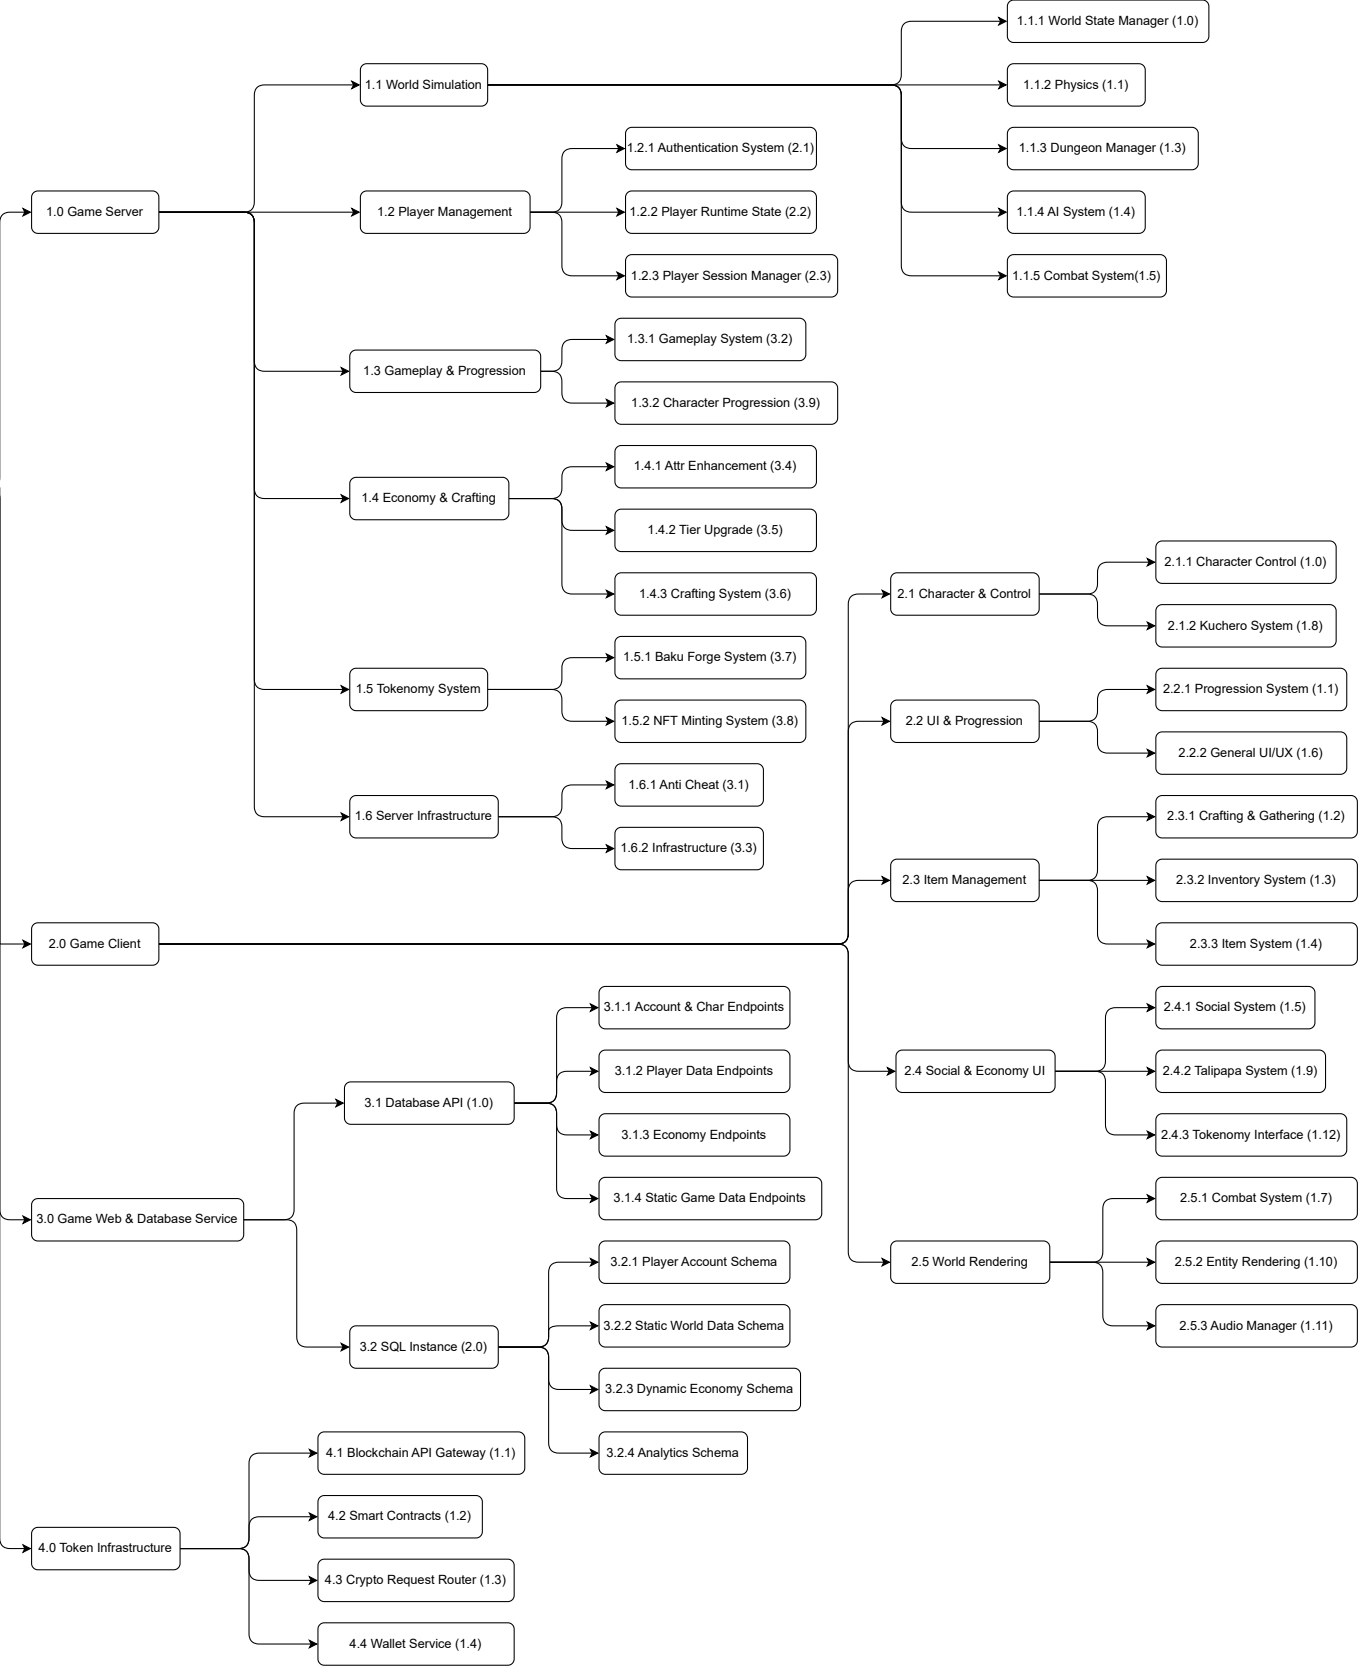 1.0 Game Server
1.1 World Simulation
1.1.1 World State Manager (1.0)
1.1.2 Physics (1.1)
1.1.3 Dungeon Manager (1.3)
1.1.4 AI System (1.4)
1.1.5 Combat System(1.5)
1.2 Player Management
1.2.1 Authentication System (2.1)
1.2.2 Player Runtime State (2.2)
1.2.3 Player Session Manager (2.3)
1.3 Gameplay & Progression
1.3.1 Gameplay System (3.2)
1.3.2 Character Progression (3.9)
1.4 Economy & Crafting
1.4.1 Attr Enhancement (3.4)
1.4.2 Tier Upgrade (3.5)
1.4.3 Crafting System (3.6)
1.5 Tokenomy System
1.5.1 Baku Forge System (3.7)
1.5.2 NFT Minting System (3.8)
1.6 Server Infrastructure
1.6.1 Anti Cheat (3.1)
1.6.2 Infrastructure (3.3)
2.0 Game Client
2.1 Character & Control
2.1.1 Character Control (1.0)
2.1.2 Kuchero System (1.8)
2.2 UI & Progression
2.2.1 Progression System (1.1)
2.2.2 General UI/UX (1.6)
2.3 Item Management
2.3.1 Crafting & Gathering (1.2)
2.3.2 Inventory System (1.3)
2.3.3 Item System (1.4)
2.4 Social & Economy UI
2.4.1 Social System (1.5)
2.4.2 Talipapa System (1.9)
2.4.3 Tokenomy Interface (1.12)
2.5 World Rendering
2.5.1 Combat System (1.7)
2.5.2 Entity Rendering (1.10)
2.5.3 Audio Manager (1.11)
3.0 Game Web & Database Service
3.1 Database API (1.0)
3.1.1 Account & Char Endpoints
3.1.2 Player Data Endpoints
3.1.3 Economy Endpoints
3.1.4 Static Game Data Endpoints
3.2 SQL Instance (2.0)
3.2.1 Player Account Schema
3.2.2 Static World Data Schema
3.2.3 Dynamic Economy Schema
3.2.4 Analytics Schema
4.0 Token Infrastructure
4.1 Blockchain API Gateway (1.1)
4.2 Smart Contracts (1.2)
4.3 Crypto Request Router (1.3)
4.4 Wallet Service (1.4)